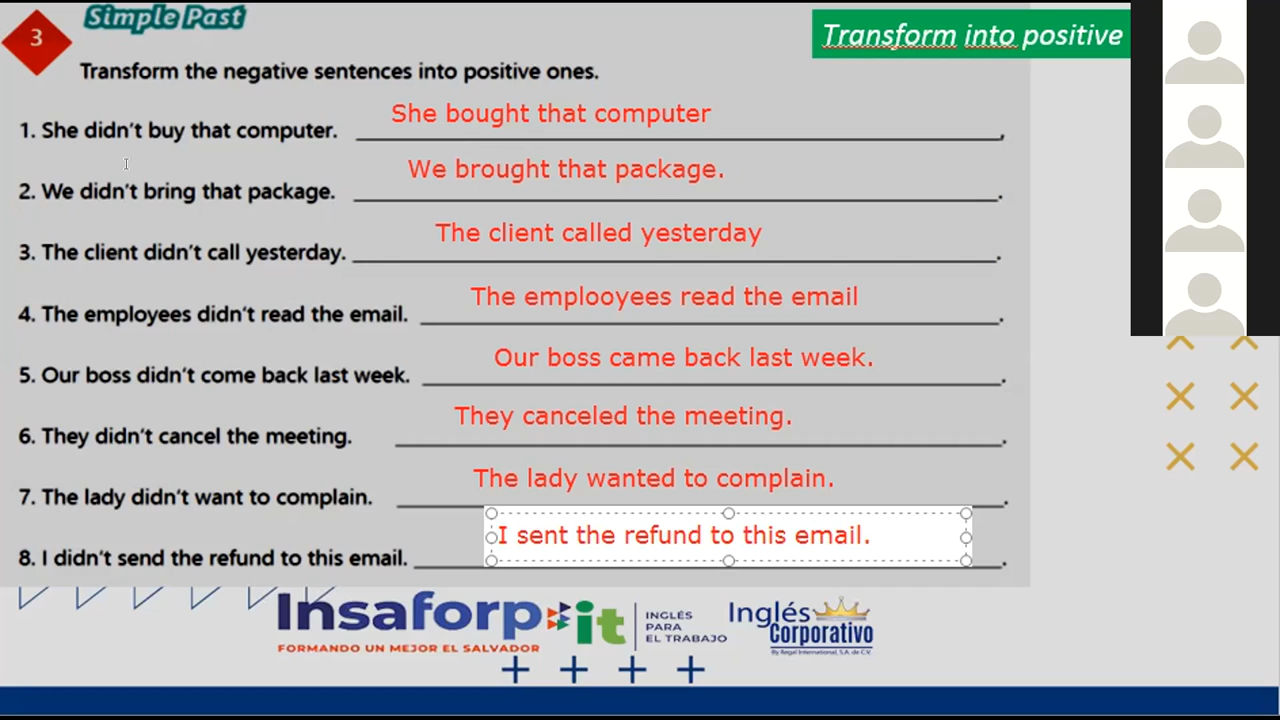 3
Simple Past
Transform into positive
Transform the negative sentences into positive ones.
1. She didn't buy that computer. She bought that computer
2. We didn't bring that package. We brought that package.
3. The client didn't call yesterday. The client called yesterday
4. The employees didn't read the email. The emplooyees read the email
5. Our boss didn't come back last week. Our boss came back last week.
6. They didn't cancel the meeting. They canceled the meeting.
7. The lady didn't want to complain. The lady wanted to complain.
8. I didn't send the refund to this email. I sent the refund to this email.
Insaforp
FORMANDO UN MEJOR EL SALVADOR
it
INGLÉS
PARA
EL TRABAJO
Inglés
Corporativo
By Regal International, S.A. de C.V.